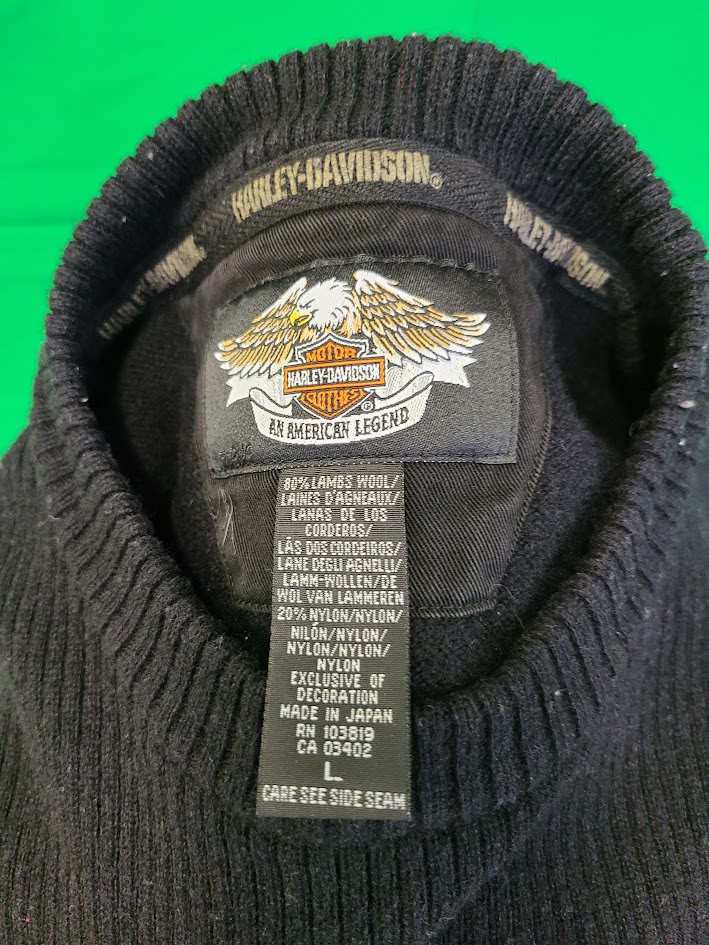 HARLEY-DAVIDSON®
HARLEY-DAVIDSON
HARLEY-DAVIDSON
MOTOR
HARLEY-DAVIDSON
CLOTHES
®
AN AMERICAN LEGEND
80% LAMBS WOOL/
LAINES D'AGNEAUX/
LANAS DE LOS
CORDEROS/
LÃS DOS CORDEIROS/
LANE DEGLI AGNELLI/
LAMM-WOLLEN/DE
WOL VAN LAMMEREN
20% NYLON/NYLON/
NILÓN/NYLON/
NYLON/NYLON/
NYLON
EXCLUSIVE OF
DECORATION
MADE IN JAPAN
RN 103819
CA 03402
L
CARE SEE SIDE SEAM